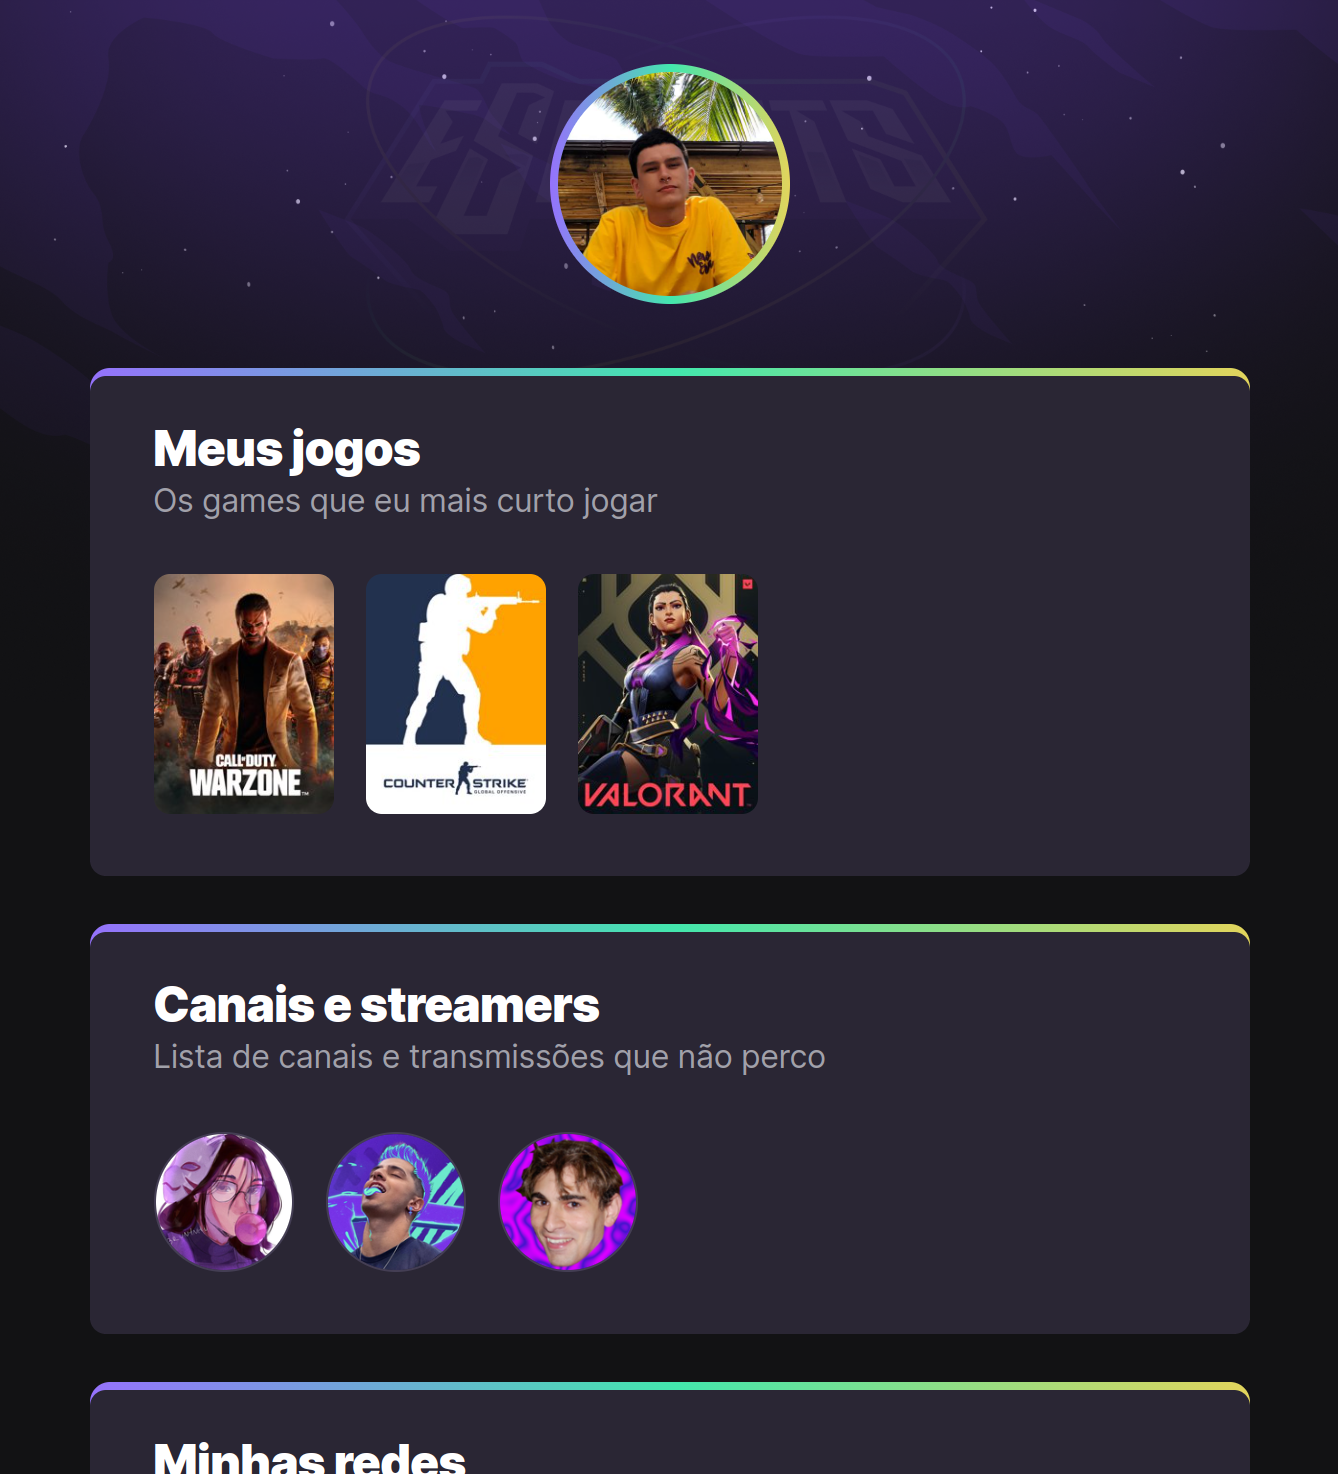 Meus jogos
Os games que eu mais curto jogar
CALL OF DUTY
WARZONE™
COUNTER STRIKE
GLOBAL OFFENSIVE
VALORANT
Canais e streamers
Lista de canais e transmissões que não perco
Minhas redes